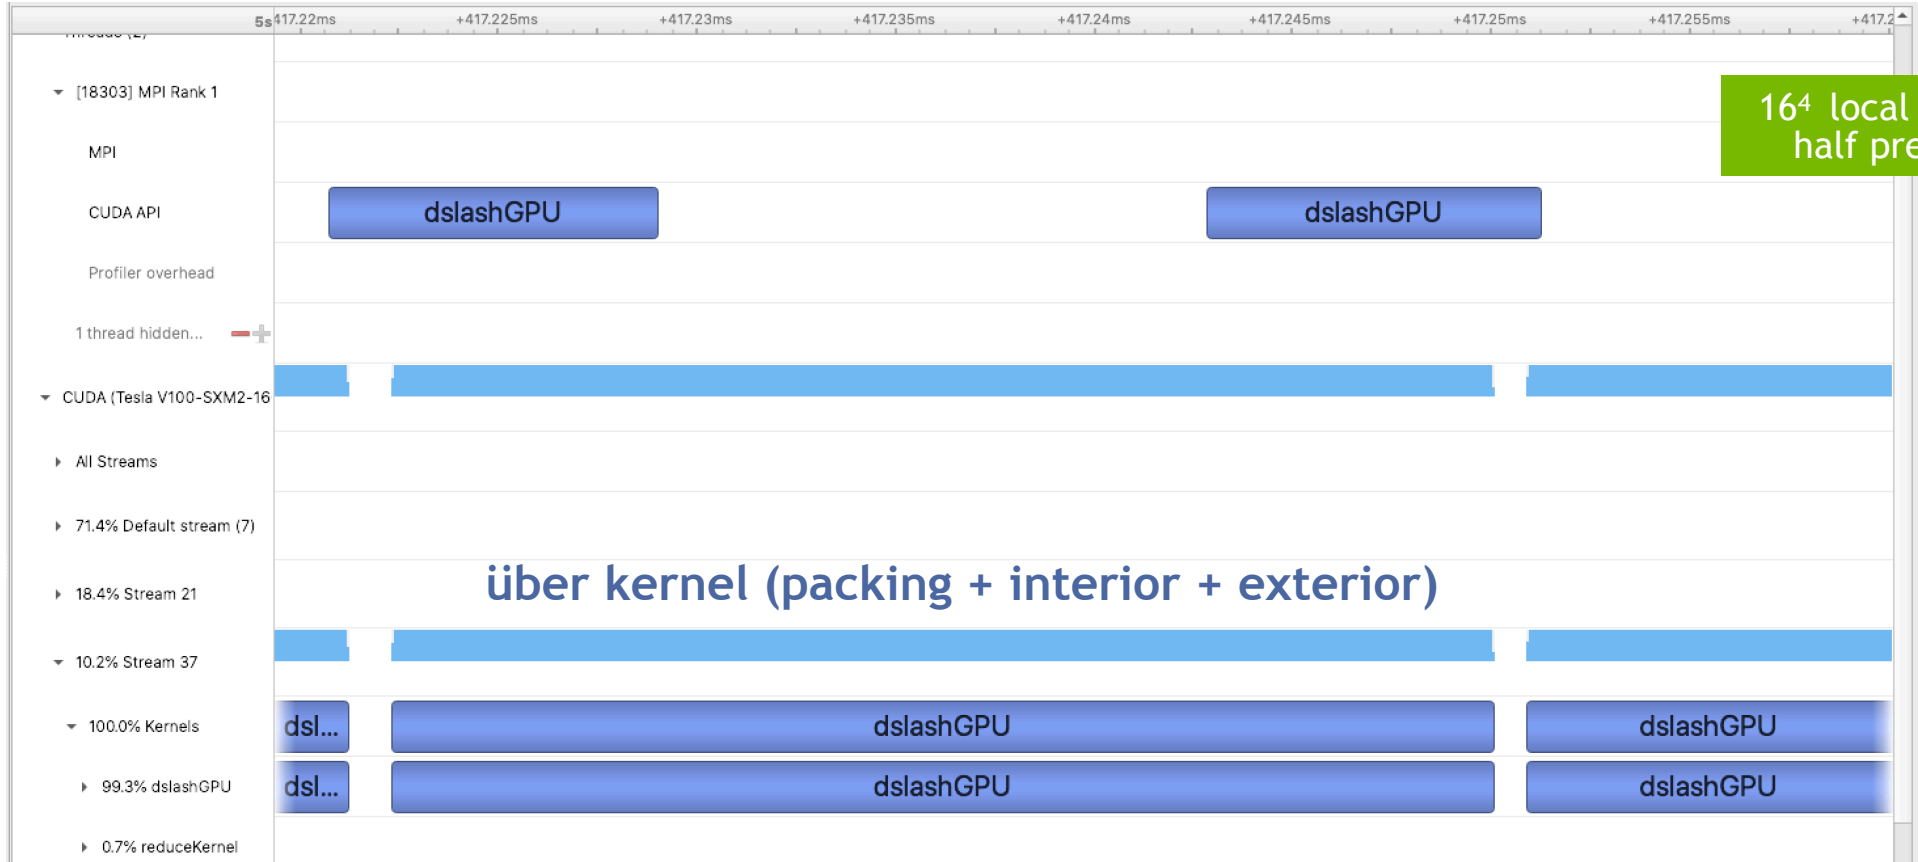 5s 417.22ms +417.225ms +417.23ms +417.235ms +417.24ms +417.245ms +417.25ms +417.255ms
Threads (2)
[18303] MPI Rank 1
16⁴ local
half
MPI
CUDA API dslashGPU dslashGPU
Profiler overhead
1 thread hidden...
CUDA (Tesla V100-SXM2-16
All Streams
71.4% Default stream (7)
über kernel (packing + interior + exterior)
18.4% Stream 21
10.2% Stream 37
100.0% Kernels dsl... dslashGPU dslashGPU
99.3% dslashGPU dsl... dslashGPU dslashGPU
0.7% reduceKernel